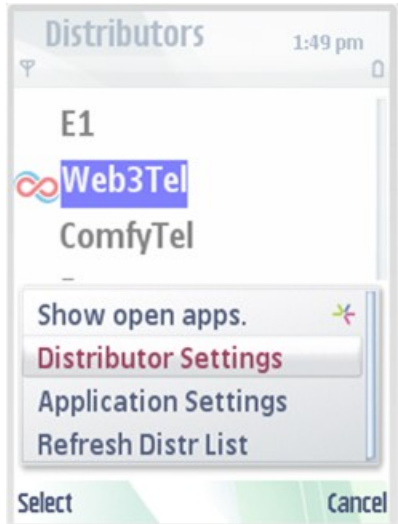 Distributors
1:49 pm
E1
Web3Tel
ComfyTel
Show open apps.
Distributor Settings
Application Settings
Refresh Distr List
Select
Cancel